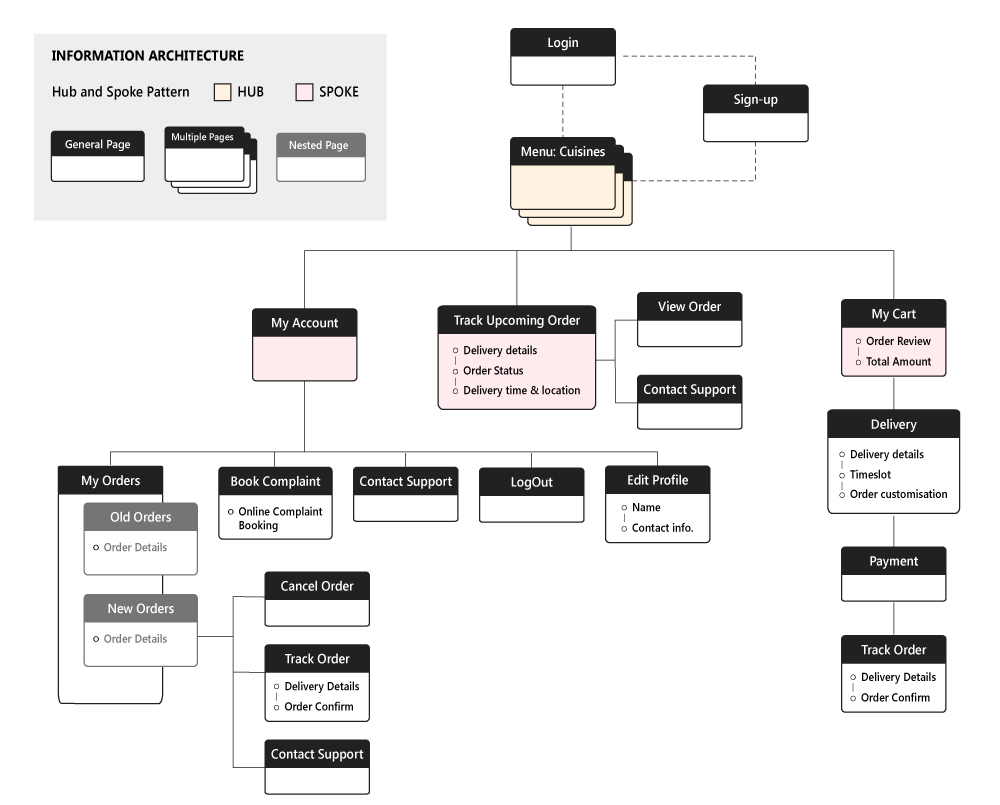 INFORMATION ARCHITECTURE
Hub and Spoke Pattern
HUB
SPOKE
General Page
Multiple Pages
Nested Page
Login
Sign-up
Menu: Cuisines
My Account
Track Upcoming Order
Delivery details
Order Status
Delivery time & location
View Order
Contact Support
My Cart
Order Review
Total Amount
Delivery
Delivery details
Timeslot
Order customisation
Payment
Track Order
Delivery Details
Order Confirm
My Orders
Old Orders
Order Details
New Orders
Order Details
Book Complaint
Online Complaint
Booking
Contact Support
LogOut
Edit Profile
Name
Contact info.
Cancel Order
Track Order
Delivery Details
Order Confirm
Contact Support